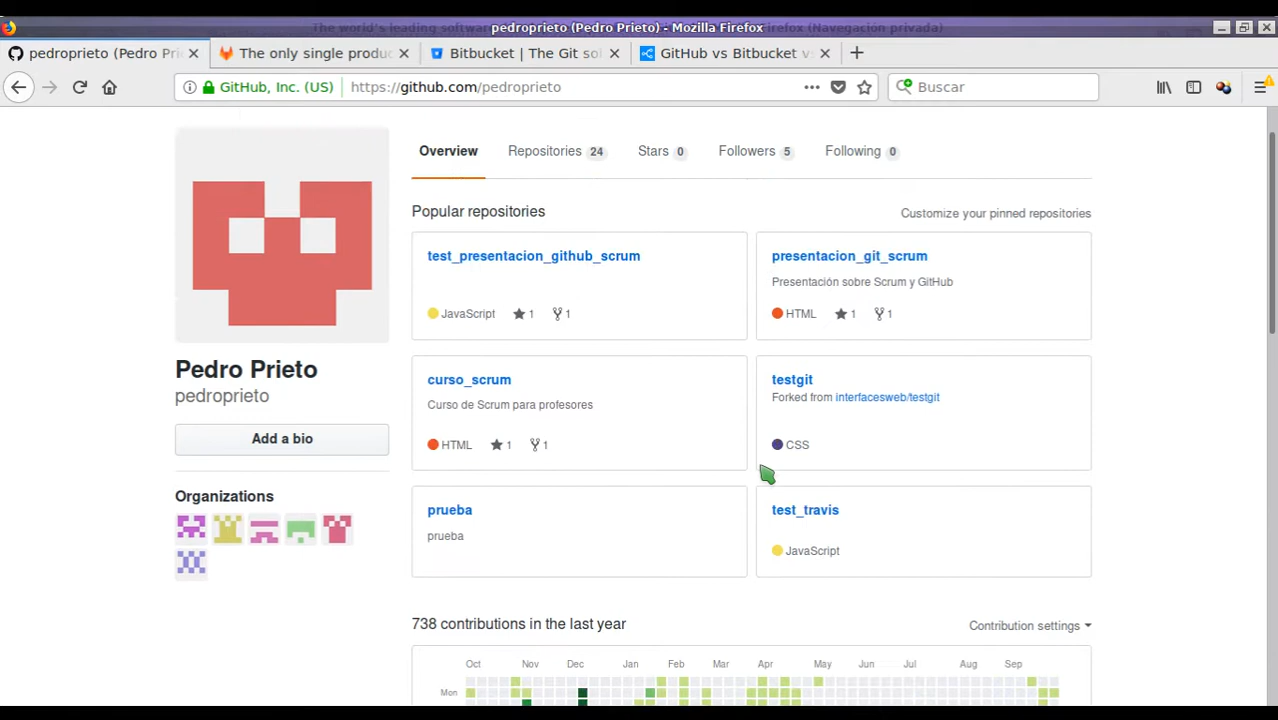 pedroprieto (Pedro Prieto) - Mozilla Firefox
pedroprieto (Pedro Pri
The only single produc
Bitbucket | The Git sol
GitHub vs Bitbucket vs
GitHub, Inc. (US) https://github.com/pedroprieto
Buscar
Overview Repositories 24 Stars 0 Followers 5 Following 0
Popular repositories Customize your pinned repositories
test_presentacion_github_scrum
JavaScript 1 1
presentacion_git_scrum
Presentación sobre Scrum y GitHub
HTML 1 1
Pedro Prieto
pedroprieto
Add a bio
Organizations
curso_scrum
Curso de Scrum para profesores
HTML 1 1
testgit
Forked from interfacesweb/testgit
CSS
prueba
prueba
test_travis
JavaScript
738 contributions in the last year Contribution settings
Oct Nov Dec Jan Feb Mar Apr May Jun Jul Aug Sep
Mon